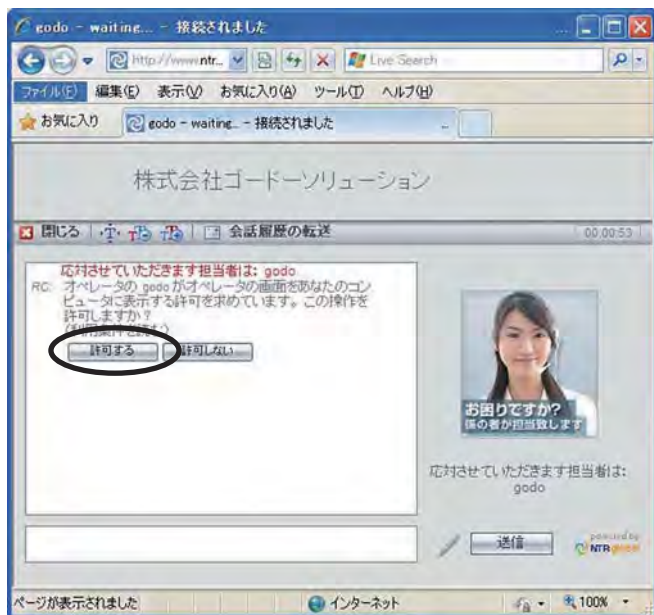 godo - waiting... - 接続されました
http://www.ntr...
Live Search
ファイル(F) 編集(E) 表示(V) お気に入り(A) ツール(T) ヘルプ(H)
お気に入り godo - waiting... - 接続されました
株式会社ゴードーソリューション
閉じる 会話履歴の転送 00:00:53
応対させていただきます担当者は: godo
RC: オペレータの godo がオペレータの画面をあなたのコン
ピュータに表示する許可を求めています。この操作を
許可しますか?
許可する 許可しない
お困りですか?
係の者が担当致します
応対させていただきます担当者は:
godo
送信
powered by
NTRglobal
ページが表示されました インターネット 100%